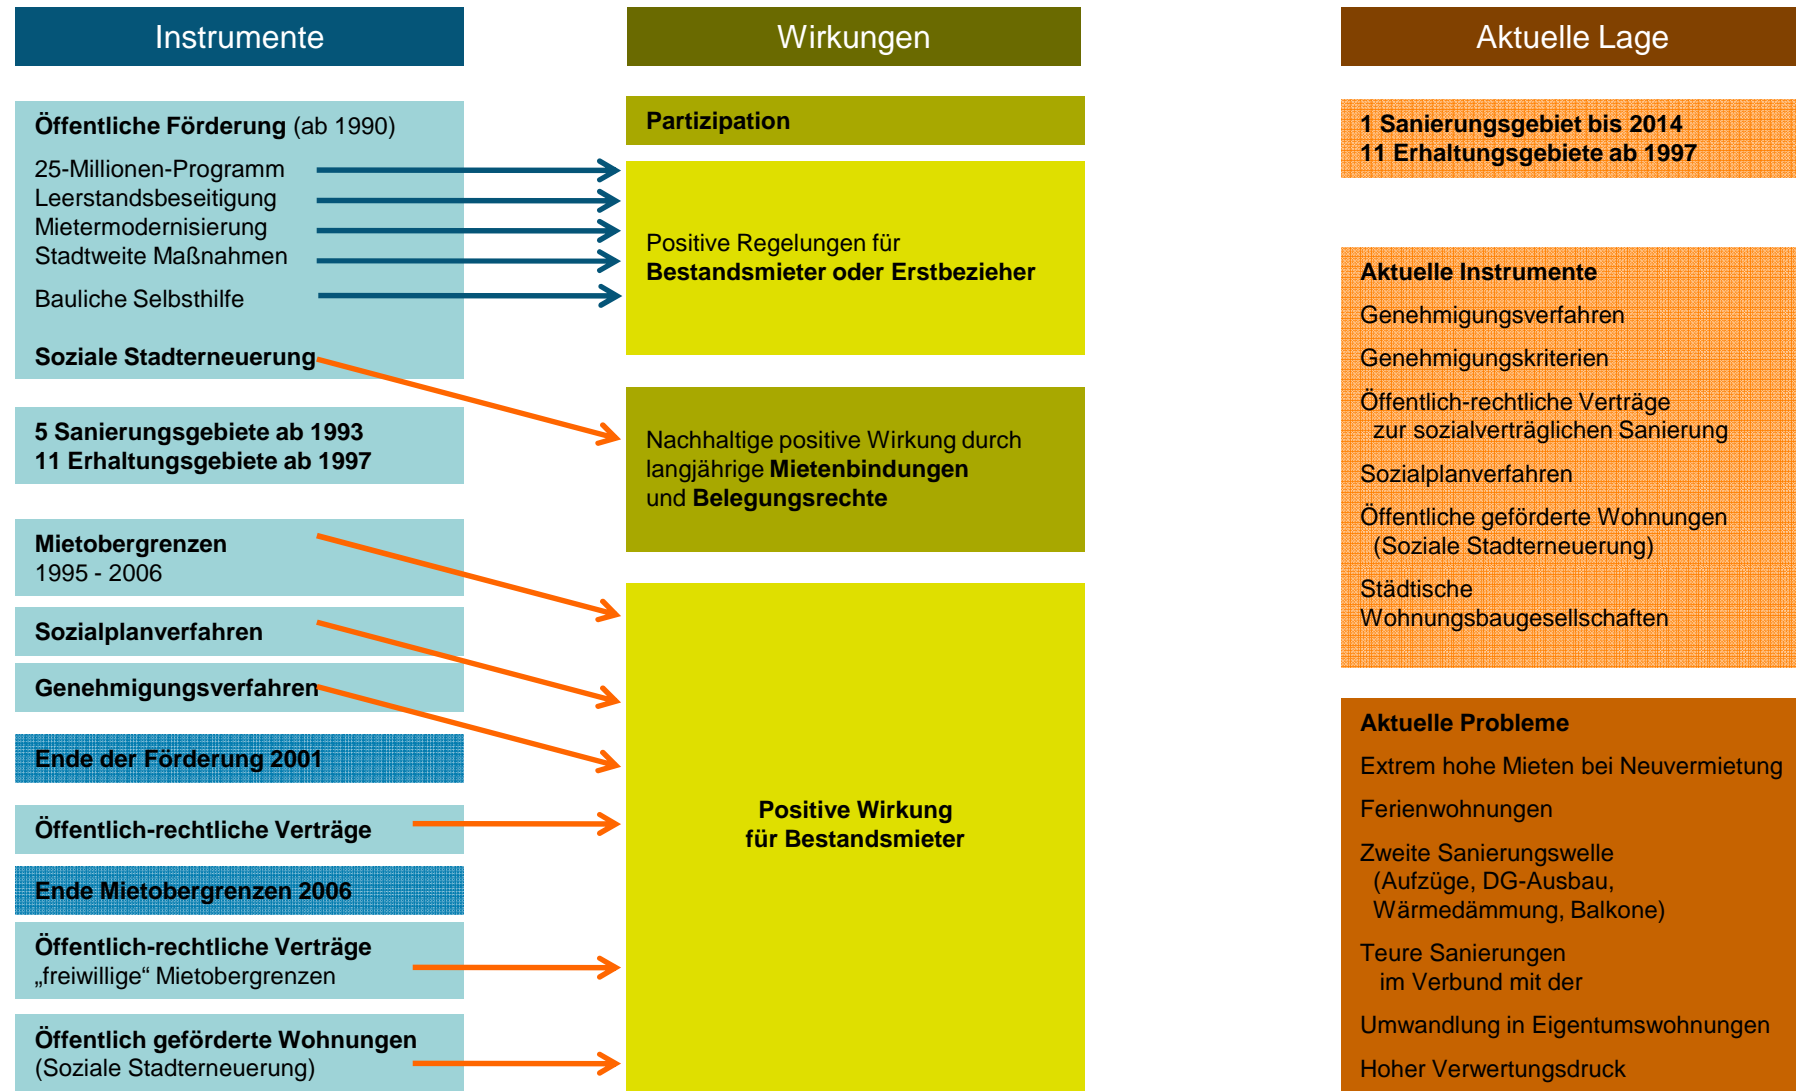 Instrumente
Öffentliche Förderung (ab 1990)
25-Millionen-Programm
Leerstandsbeseitigung
Mietermodernisierung
Stadtweite Maßnahmen
Bauliche Selbsthilfe
Soziale Stadterneuerung
5 Sanierungsgebiete ab 1993
11 Erhaltungsgebiete ab 1997
Mietobergrenzen
1995 - 2006
Sozialplanverfahren
Genehmigungsverfahren
Ende der Förderung 2001
Öffentlich-rechtliche Verträge
Ende Mietobergrenzen 2006
Öffentlich-rechtliche Verträge
„freiwillige“ Mietobergrenzen
Öffentlich geförderte Wohnungen
(Soziale Stadterneuerung)
Wirkungen
Partizipation
Positive Regelungen für
Bestandsmieter oder Erstbezieher
Nachhaltige positive Wirkung durch
langjährige Mietenbindungen
und Belegungsrechte
Positive Wirkung
für Bestandsmieter
Aktuelle Lage
1 Sanierungsgebiet bis 2014
11 Erhaltungsgebiete ab 1997
Aktuelle Instrumente
Genehmigungsverfahren
Genehmigungskriterien
Öffentlich-rechtliche Verträge
zur sozialverträglichen Sanierung
Sozialplanverfahren
Öffentliche geförderte Wohnungen
(Soziale Stadterneuerung)
Städtische
Wohnungsbaugesellschaften
Aktuelle Probleme
Extrem hohe Mieten bei Neuvermietung
Ferienwohnungen
Zweite Sanierungswelle
(Aufzüge, DG-Ausbau,
Wärmedämmung, Balkone)
Teure Sanierungen
im Verbund mit der
Umwandlung in Eigentumswohnungen
Hoher Verwertungsdruck